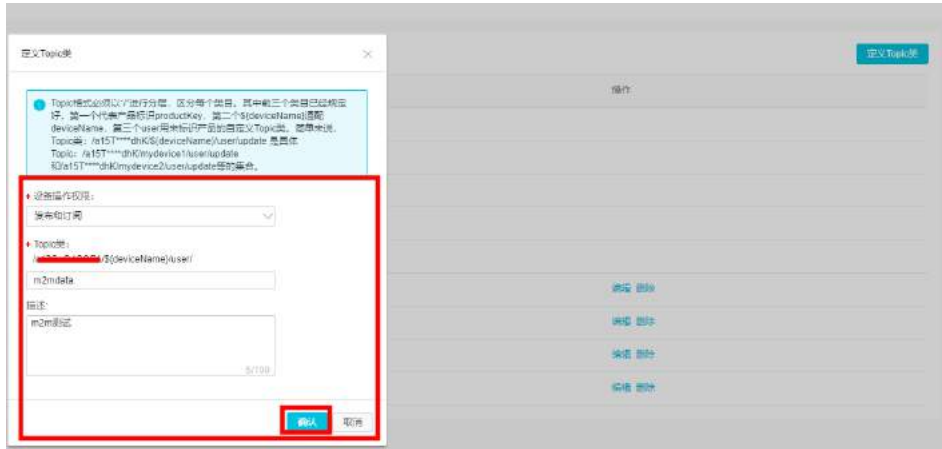 定义Topic类
定义Topic类
操作
Topic格式必须以"/"进行分层,区分每个类目。其中前三个类目已经规定
好,第一个代表产品标识productKey,第二个${deviceName}通配
deviceName,第三个user用来标识产品的自定义Topic类。简单来说,
Topic类:/a15T****dhK/${deviceName}/user/update 是具体
Topic:/a15T****dhK/mydevice1/user/update
和/a15T****dhK/mydevice2/user/update等的集合。
设备操作权限:
发布和订阅
Topic类:
/${deviceName}/user/
m2mdata
编辑 删除
描述:
m2m测试
编辑 删除
编辑 删除
5/100
编辑 删除
确认 取消